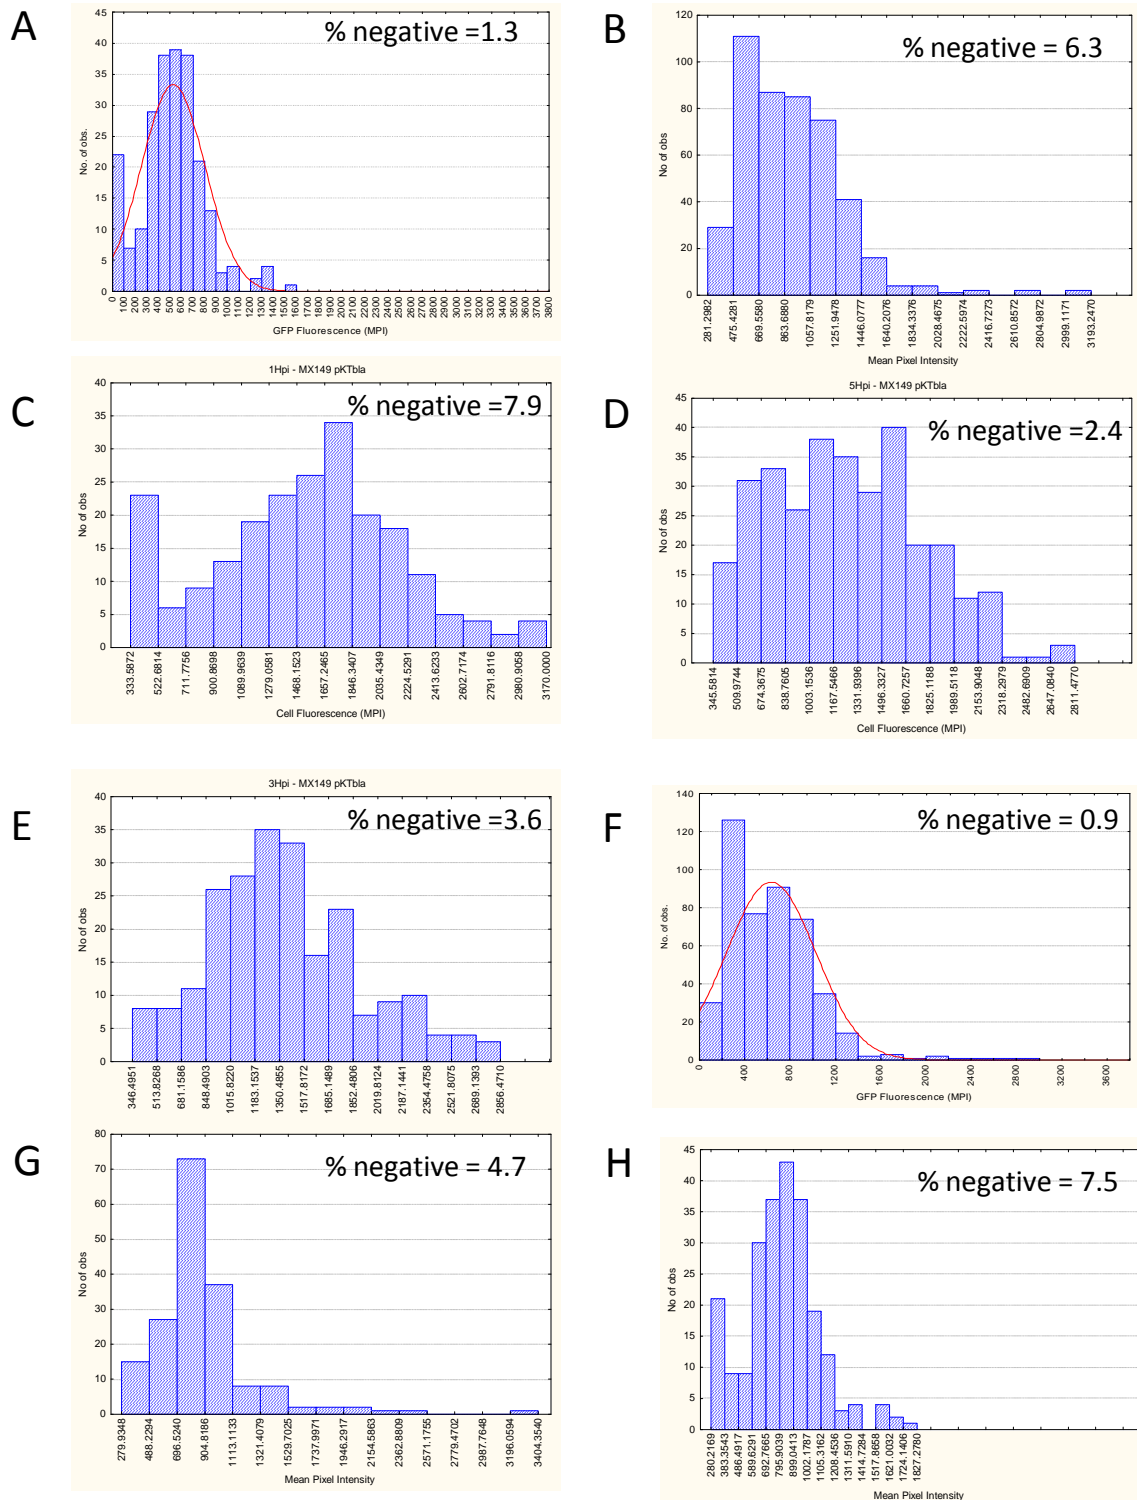 A
% negative =1.3
45
40
35
30
25
20
15
10
5
0
No. of obs.
0 100 200 300 400 500 600 700 800 900 1000 1100 1200 1300 1400 1500 1600 1700 1800 1900 2000 2100 2200 2300 2400 2500 2600 2700 2800 2900 3000 3100 3200 3300 3400 3500 3600 3700 3800
GFP Fluorescence (MPI)
B
% negative = 6.3
120
100
80
60
40
20
0
No of obs
281.2982 475.4281 669.5580 863.6880 1057.8179 1251.9478 1446.0777 1640.2076 1834.3376 2028.4675 2222.5974 2416.7273 2610.8572 2804.9872 2999.1171 3193.2470
Mean Pixel Intensity
C
1Hpi - MX149 pKTbla
% negative =7.9
40
35
30
25
20
15
10
5
0
No of obs
333.5872 522.6814 711.7756 900.8698 1089.9639 1279.0581 1468.1523 1657.2465 1846.3407 2035.4349 2224.5291 2413.6233 2602.7174 2791.8116 2980.9058 3170.0000
Cell Fluorescence (MPI)
D
5Hpi - MX149 pKTbla
% negative =2.4
45
40
35
30
25
20
15
10
5
0
No of obs
345.5814 509.9744 674.3675 838.7605 1003.1536 1167.5466 1331.9396 1496.3327 1660.7257 1825.1188 1989.5118 2153.9048 2318.2979 2482.6909 2647.0840 2811.4770
Cell Fluorescence (MPI)
E
3Hpi - MX149 pKTbla
% negative =3.6
40
35
30
25
20
15
10
5
0
No of obs
346.4951 513.8268 681.1586 848.4903 1015.8220 1183.1537 1350.4855 1517.8172 1685.1489 1852.4806 2019.8124 2187.1441 2354.4758 2521.8075 2689.1393 2856.4710
F
% negative = 0.9
140
120
100
80
60
40
20
0
No. of obs.
0 400 800 1200 1600 2000 2400 2800 3200 3600
GFP Fluorescence (MPI)
G
% negative = 4.7
80
70
60
50
40
30
20
10
0
No of obs
279.9348 488.2294 696.5240 904.8186 1113.1133 1321.4079 1529.7025 1737.9971 1946.2917 2154.5863 2362.8809 2571.1755 2779.4702 2987.7648 3196.0594 3404.3540
Mean Pixel Intensity
H
% negative = 7.5
45
40
35
30
25
20
15
10
5
0
No of obs
280.2169 383.3543 486.4917 589.6291 692.7665 795.9039 899.0413 1002.1787 1105.3162 1208.4536 1311.5910 1414.7284 1517.8658 1621.0032 1724.1406 1827.2780
Mean Pixel Intensity